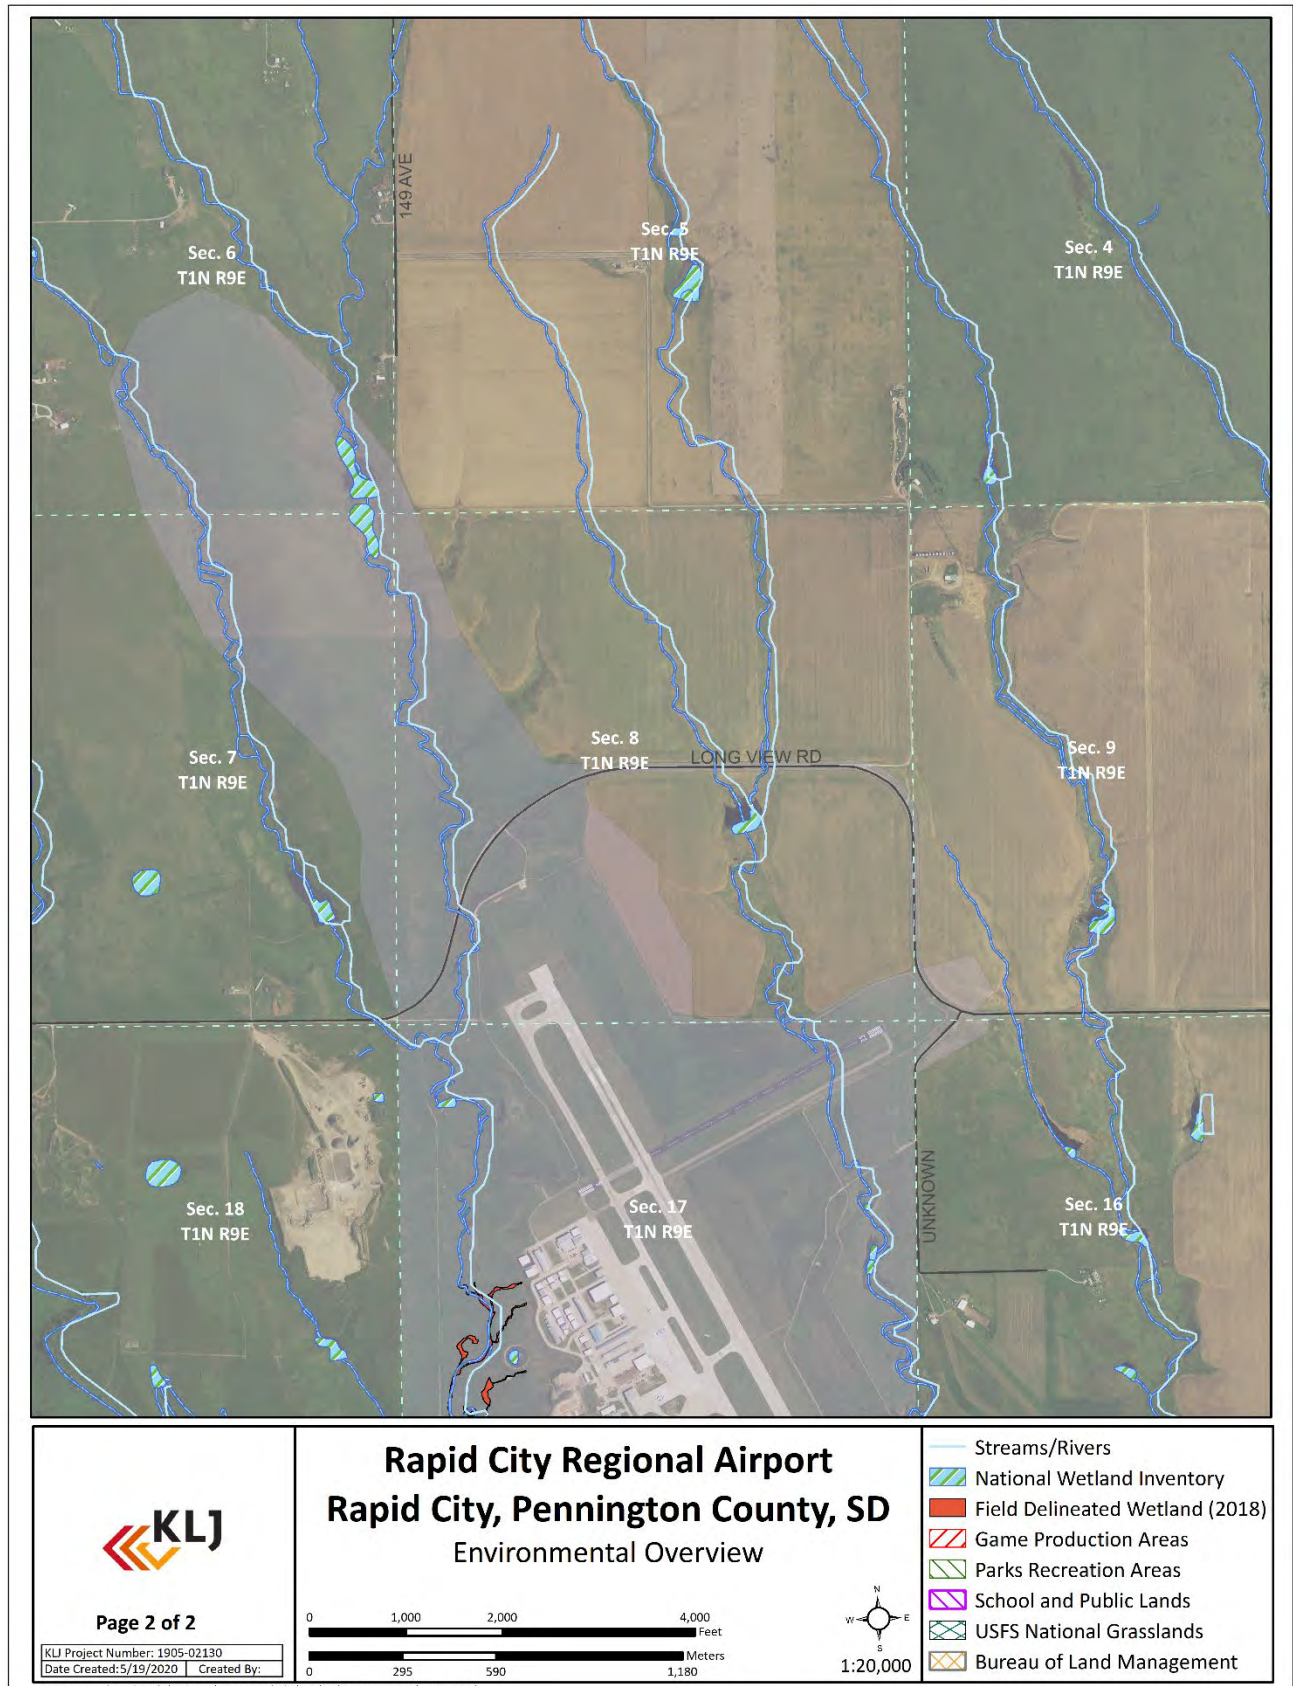 149 AVE
Sec. 5
T1N R9E
Sec. 6
T1N R9E
Sec. 4
T1N R9E
Sec. 7
T1N R9E
Sec. 8
T1N R9E
LONG VIEW RD
Sec. 9
T1N R9E
Sec. 18
T1N R9E
Sec. 17
T1N R9E
UNKNOWN
Sec. 16
T1N R9E
KLJ
Page 2 of 2
KLJ Project Number: 1905-02130
Date Created:5/19/2020 Created By:
Rapid City Regional Airport
Rapid City, Pennington County, SD
Environmental Overview
0 1,000 2,000 4,000
Feet
Meters
0 295 590 1,180
N
W E
S
1:20,000
Streams/Rivers
National Wetland Inventory
Field Delineated Wetland (2018)
Game Production Areas
Parks Recreation Areas
School and Public Lands
USFS National Grasslands
Bureau of Land Management